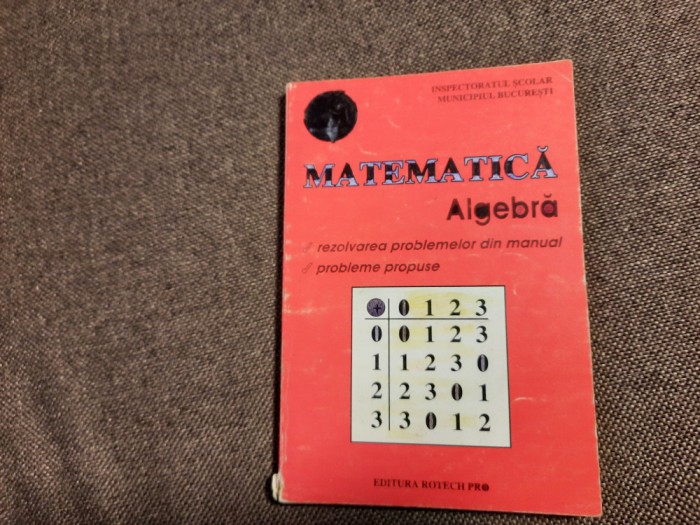 INSPECTORATUL ȘCOLAR
MUNICIPIUL BUCUREȘTI
MATEMATICĂ
Algebră
rezolvarea problemelor din manual
probleme propuse
+ 0 1 2 3
0 0 1 2 3
1 1 2 3 0
2 2 3 0 1
3 3 0 1 2
EDITURA ROTECH PRO